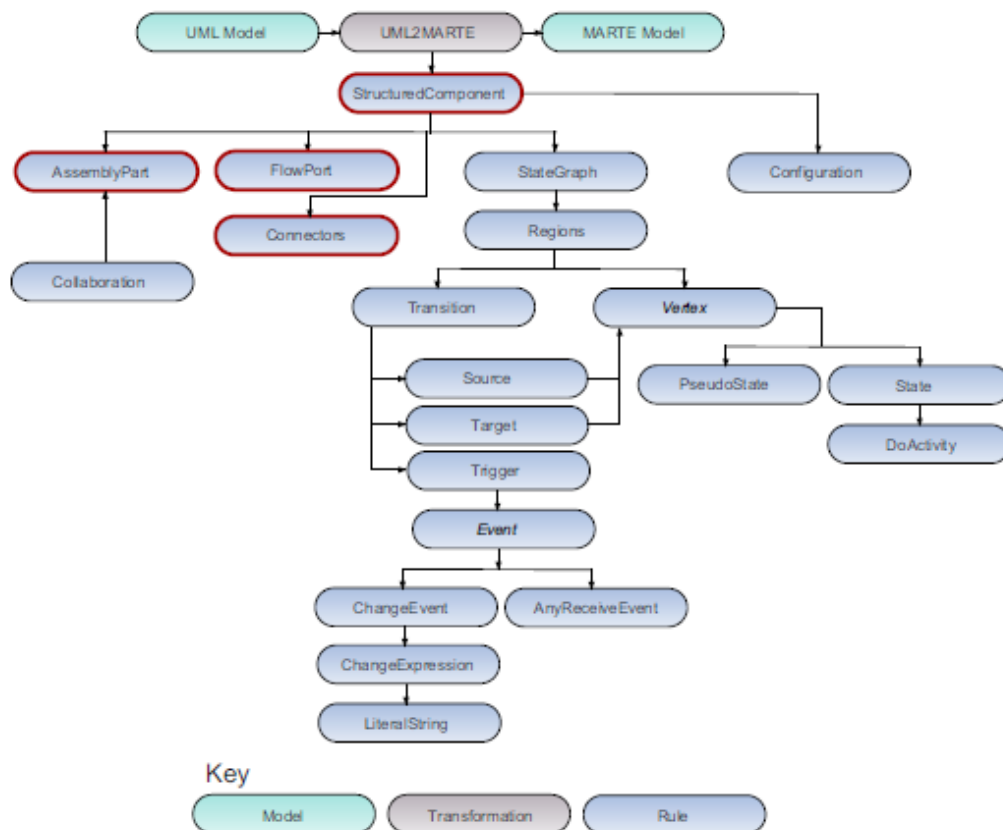 UML Model
UML2MARTE
MARTE Model
StructuredComponent
AssemblyPart
FlowPort
StateGraph
Configuration
Connectors
Regions
Collaboration
Transition
Vertex
Source
PseudoState
State
Target
DoActivity
Trigger
Event
ChangeEvent
AnyReceiveEvent
ChangeExpression
LiteralString
Key
Model
Transformation
Rule